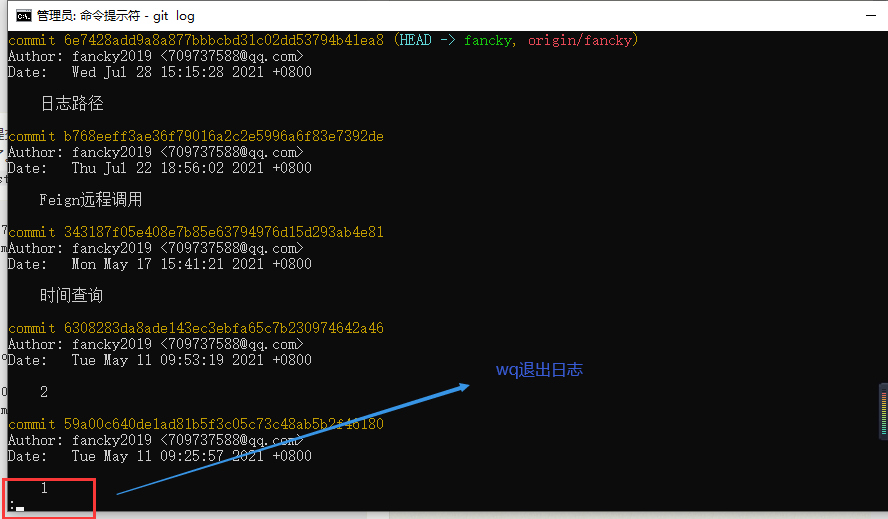 管理员: 命令提示符 - git log
commit 6e7428add9a8a877bbbcbd31c02dd53794b41ea8 (HEAD -> fancky, origin/fancky)
Author: fancky2019 <709737588@qq.com>
Date:   Wed Jul 28 15:15:28 2021 +0800
日志路径
commit b768eeff3ae36f79016a2c2e5996a6f83e7392de
Author: fancky2019 <709737588@qq.com>
Date:   Thu Jul 22 18:56:02 2021 +0800
Feign远程调用
commit 343187f05e408e7b85e63794976d15d293ab4e81
Author: fancky2019 <709737588@qq.com>
Date:   Mon May 17 15:41:21 2021 +0800
时间查询
commit 6308283da8ade143ec3ebfa65c7b230974642a46
Author: fancky2019 <709737588@qq.com>
Date:   Tue May 11 09:53:19 2021 +0800
wq退出日志
2
commit 59a00c640de1ad81b5f3c05c73c48ab5b2f46180
Author: fancky2019 <709737588@qq.com>
Date:   Tue May 11 09:25:57 2021 +0800
1
: